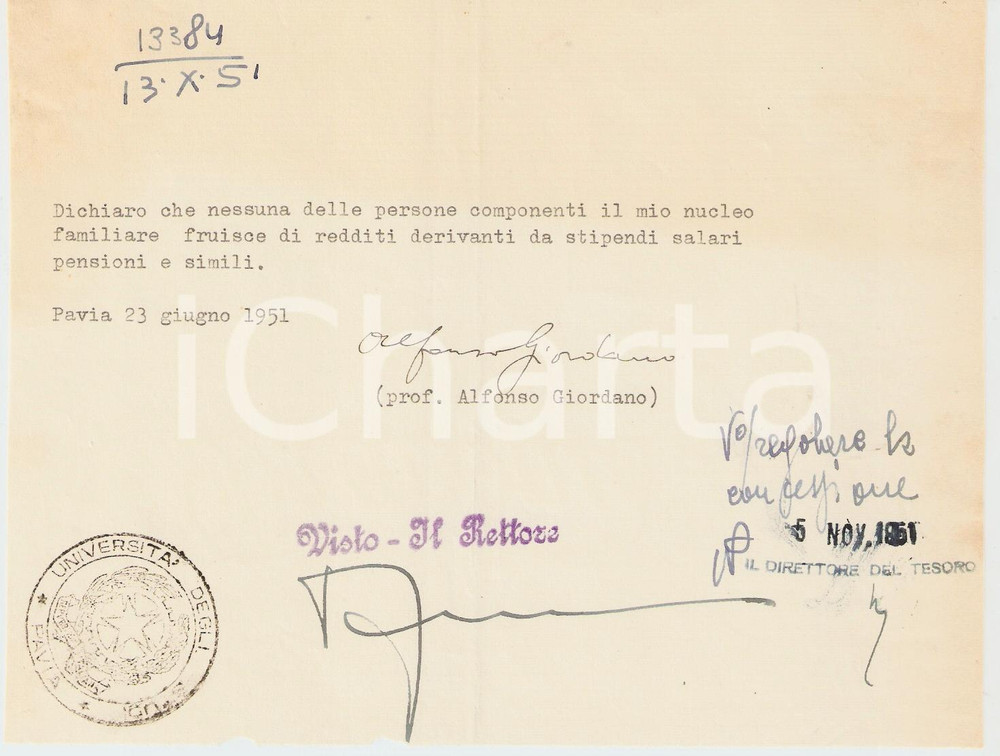 13384
13·X·51
Dichiaro che nessuna delle persone componenti il mio nucleo
familiare fruisce di redditi derivanti da stipendi salari
pensioni e simili.
Pavia 23 giugno 1951
Alfonso Giordano
(prof. Alfonso Giordano)
iCharta
V° regolare la
concessione
5 NOV. 1951
IL DIRETTORE DEL TESORO
Visto - Il Rettore
UNIVERSITA' DEGLI STUDI
★ PAVIA ★